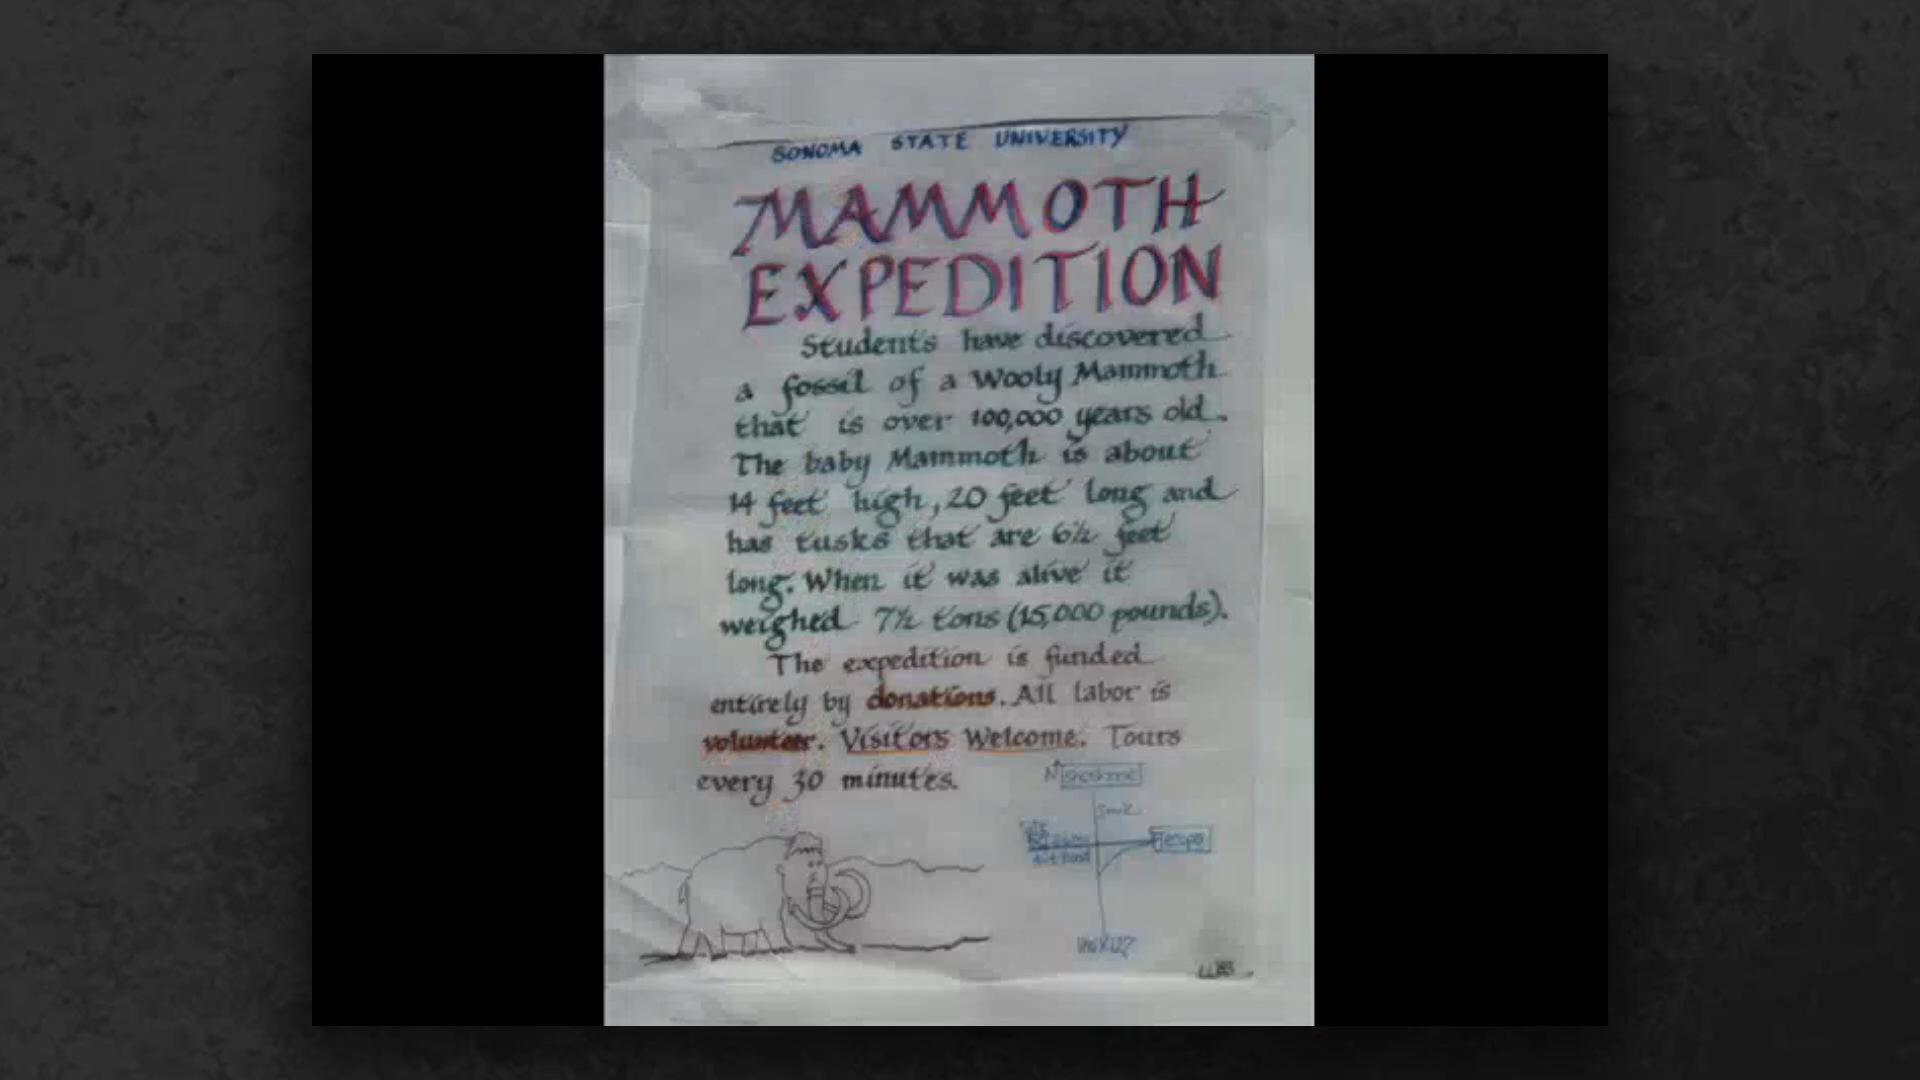 SONOMA STATE UNIVERSITY
MAMMOTH
EXPEDITION
Students have discovered
a fossil of a Wooly Mammoth
that is over 100,000 years old.
The baby Mammoth is about
14 feet high, 20 feet long and
has tusks that are 6½ feet
long. When it was alive it
weighed 7½ tons (15,000 pounds).
The expedition is funded
entirely by donations. All labor is
volunteer. Visitors Welcome. Tours
every 30 minutes.
N Shoshone